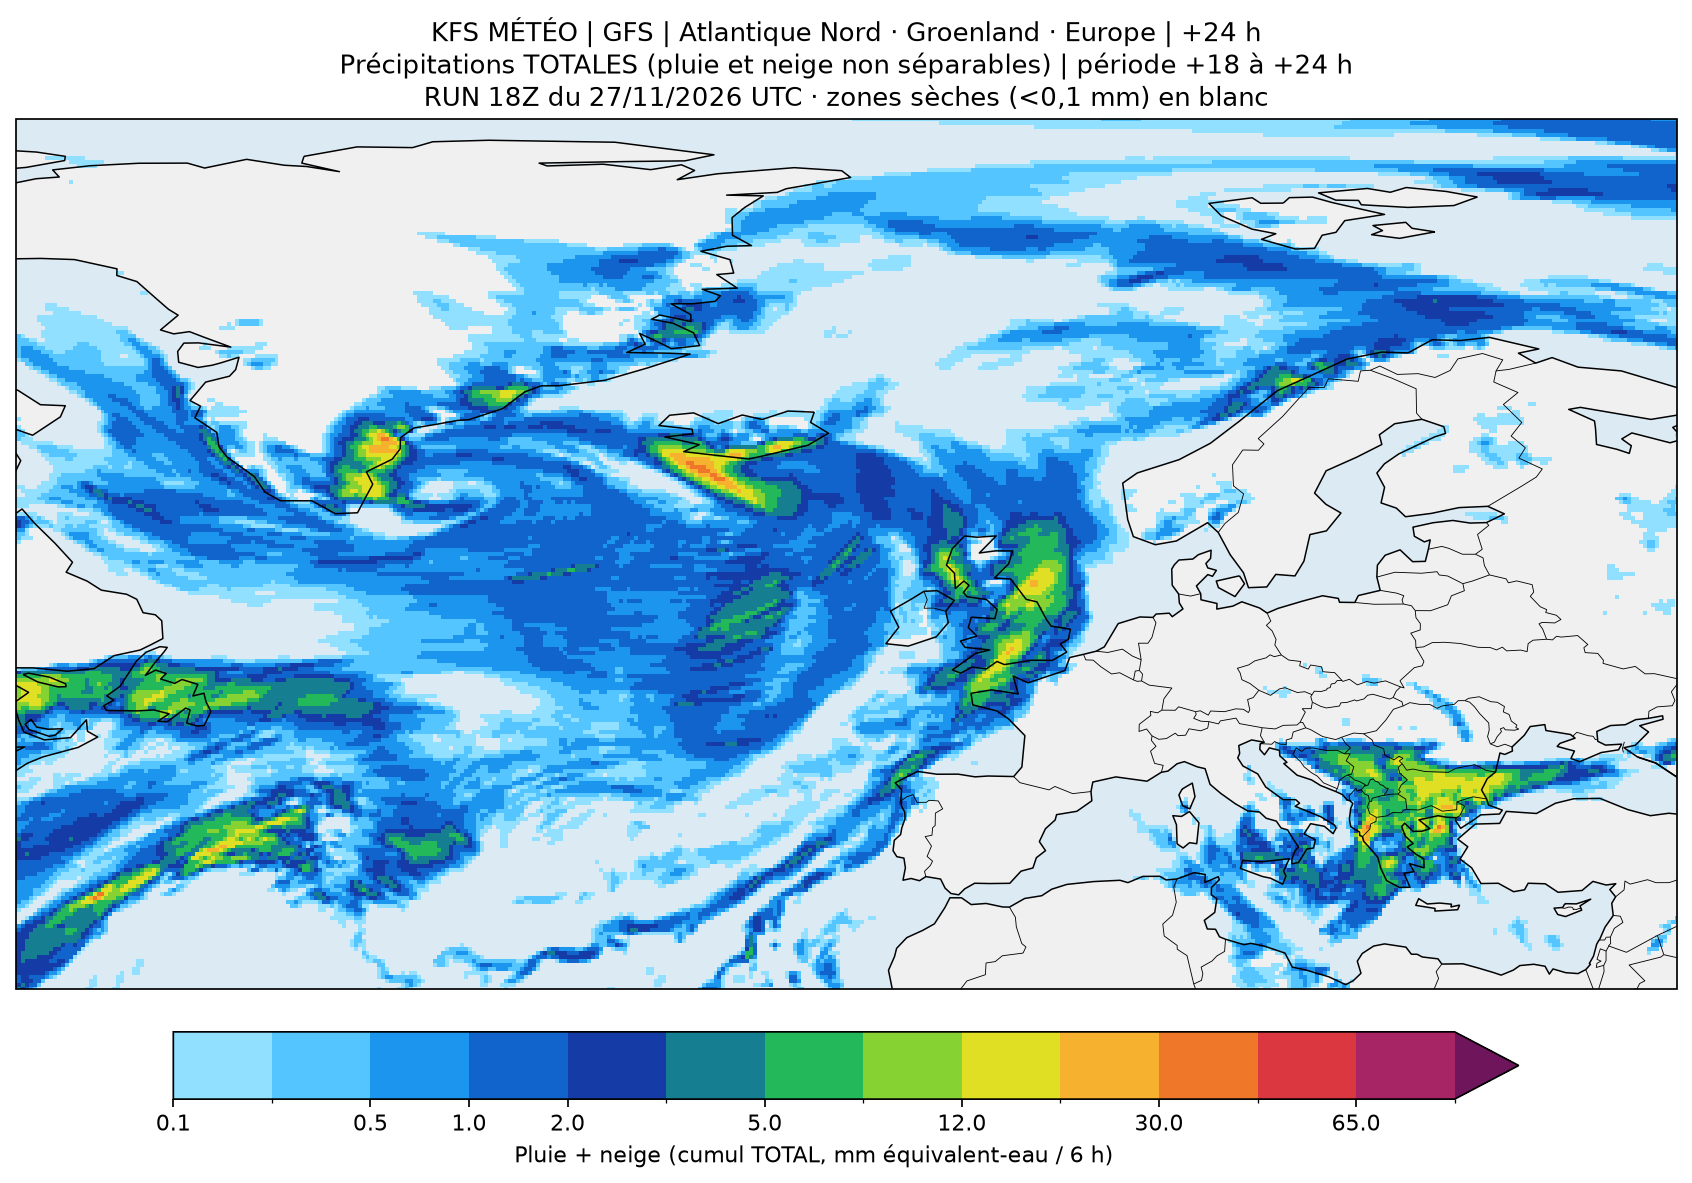 KFS MÉTÉO | GFS | Atlantique Nord · Groenland · Europe | +24 h
Précipitations TOTALES (pluie et neige non séparables) | période +18 à +24 h
RUN 18Z du 27/11/2026 UTC · zones sèches (<0,1 mm) en blanc
0.1 0.5 1.0 2.0 5.0 12.0 30.0 65.0
Pluie + neige (cumul TOTAL, mm équivalent-eau / 6 h)